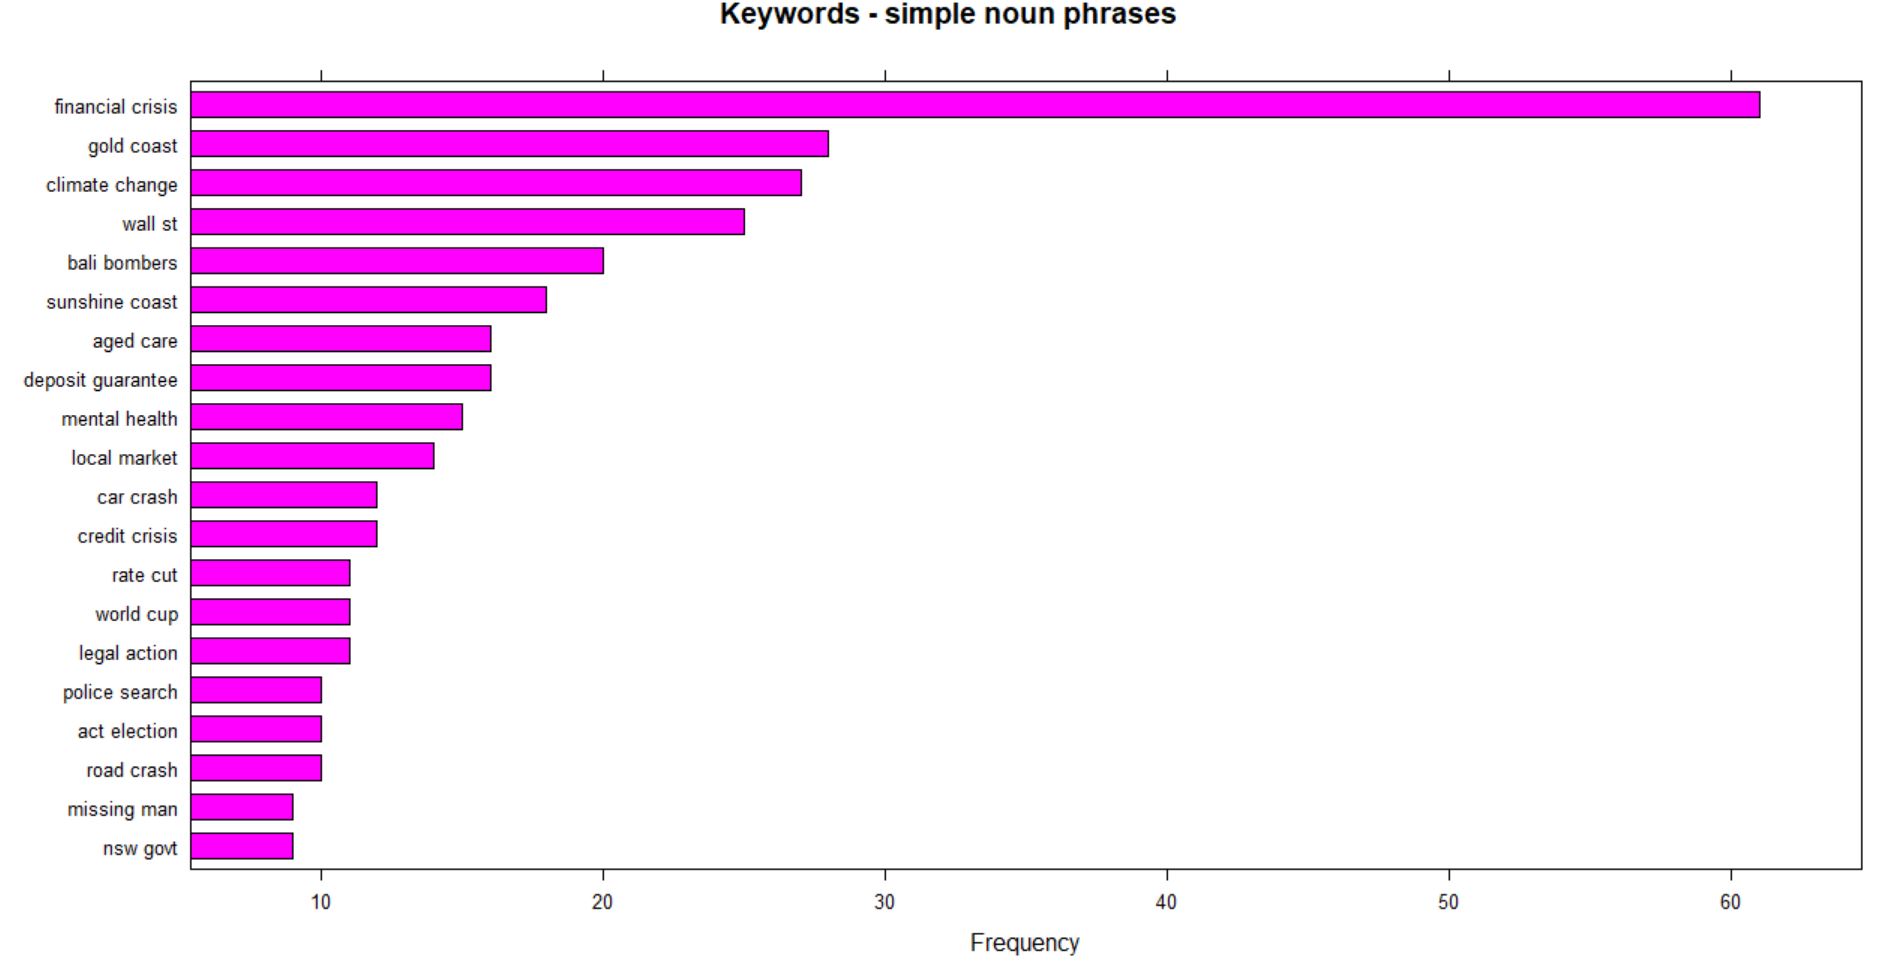 Keywords - simple noun phrases
financial crisis
gold coast
climate change
wall st
bali bombers
sunshine coast
aged care
deposit guarantee
mental health
local market
car crash
credit crisis
rate cut
world cup
legal action
police search
act election
road crash
missing man
nsw govt
10 20 30 40 50 60
Frequency